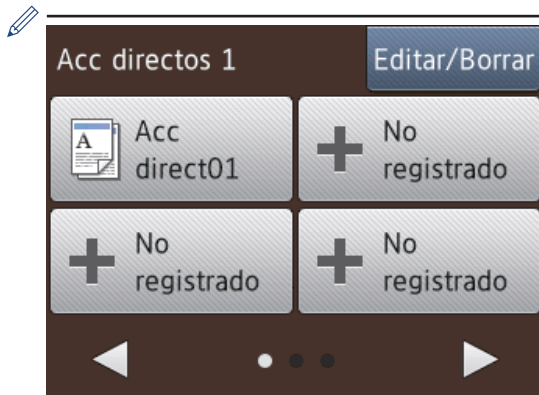 Acc directos 1
Editar/Borrar
A
Acc
direct01
No
registrado
No
registrado
No
registrado